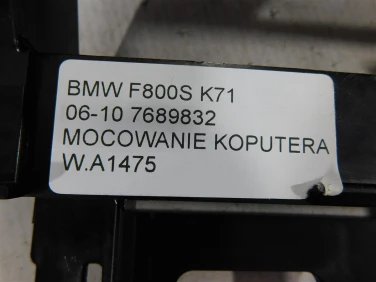 BMW F800S K71
06-10 7689832
MOCOWANIE KOPUTERA
W.A1475